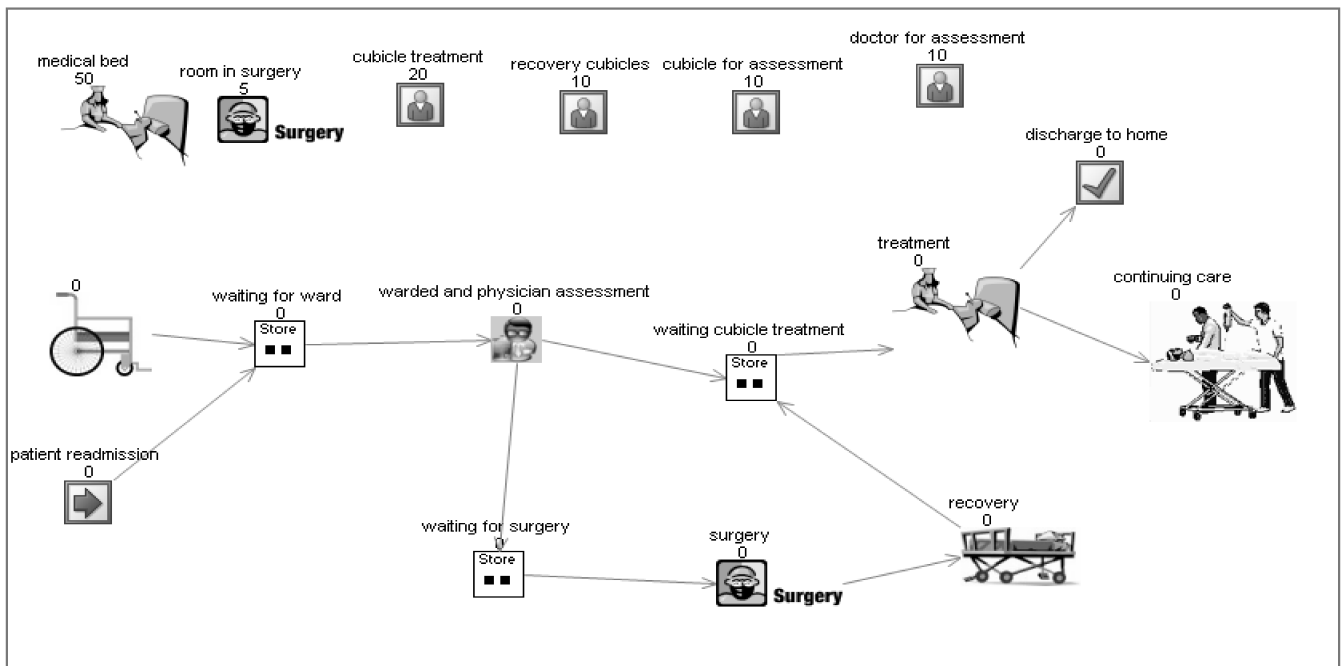 medical bed
50
room in surgery
5
Surgery
cubicle treatment
20
recovery cubicles
10
cubicle for assessment
10
doctor for assessment
10
discharge to home
0
treatment
0
continuing care
0
0
waiting for ward
0
Store
warded and physician assessment
0
waiting cubicle treatment
0
Store
patient readmission
0
waiting for surgery
0
Store
surgery
0
Surgery
recovery
0